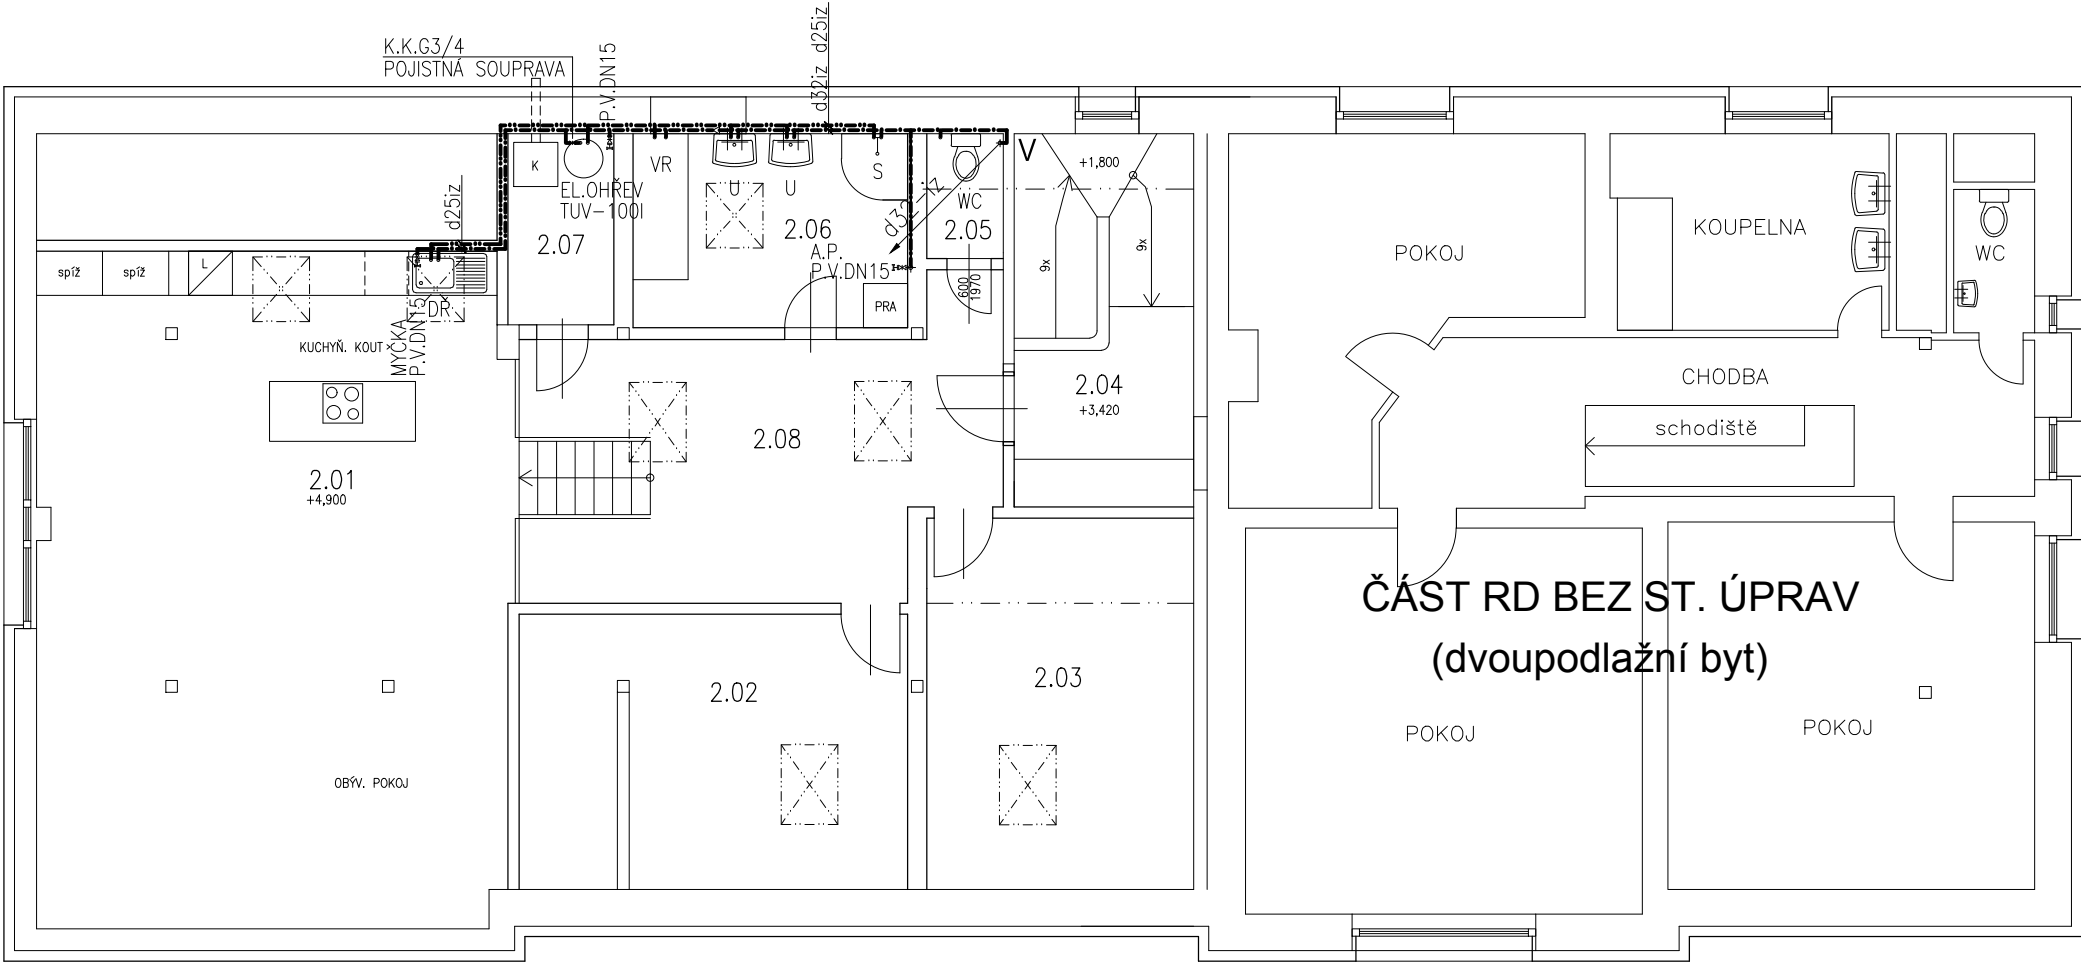 K.K.G3/4
POJISTNÁ SOUPRAVA
P.V.DN15
d32iz d25iz
d25iz
K
EL.OHŘEV
TUV-100l
2.07
VR
U
U
S
2.06
A.P.
P.V.DN15
PRA
WC
2.05
600
1970
V
+1,800
9x
9x
2.04
+3,420
spíž
spíž
L
DŘ
KUCHYŇ. KOUT
MYČKA
P.V.DN15
2.01
+4,900
OBÝV. POKOJ
2.08
2.02
2.03
POKOJ
KOUPELNA
WC
CHODBA
schodiště
ČÁST RD BEZ ST. ÚPRAV
(dvoupodlažní byt)
POKOJ
POKOJ